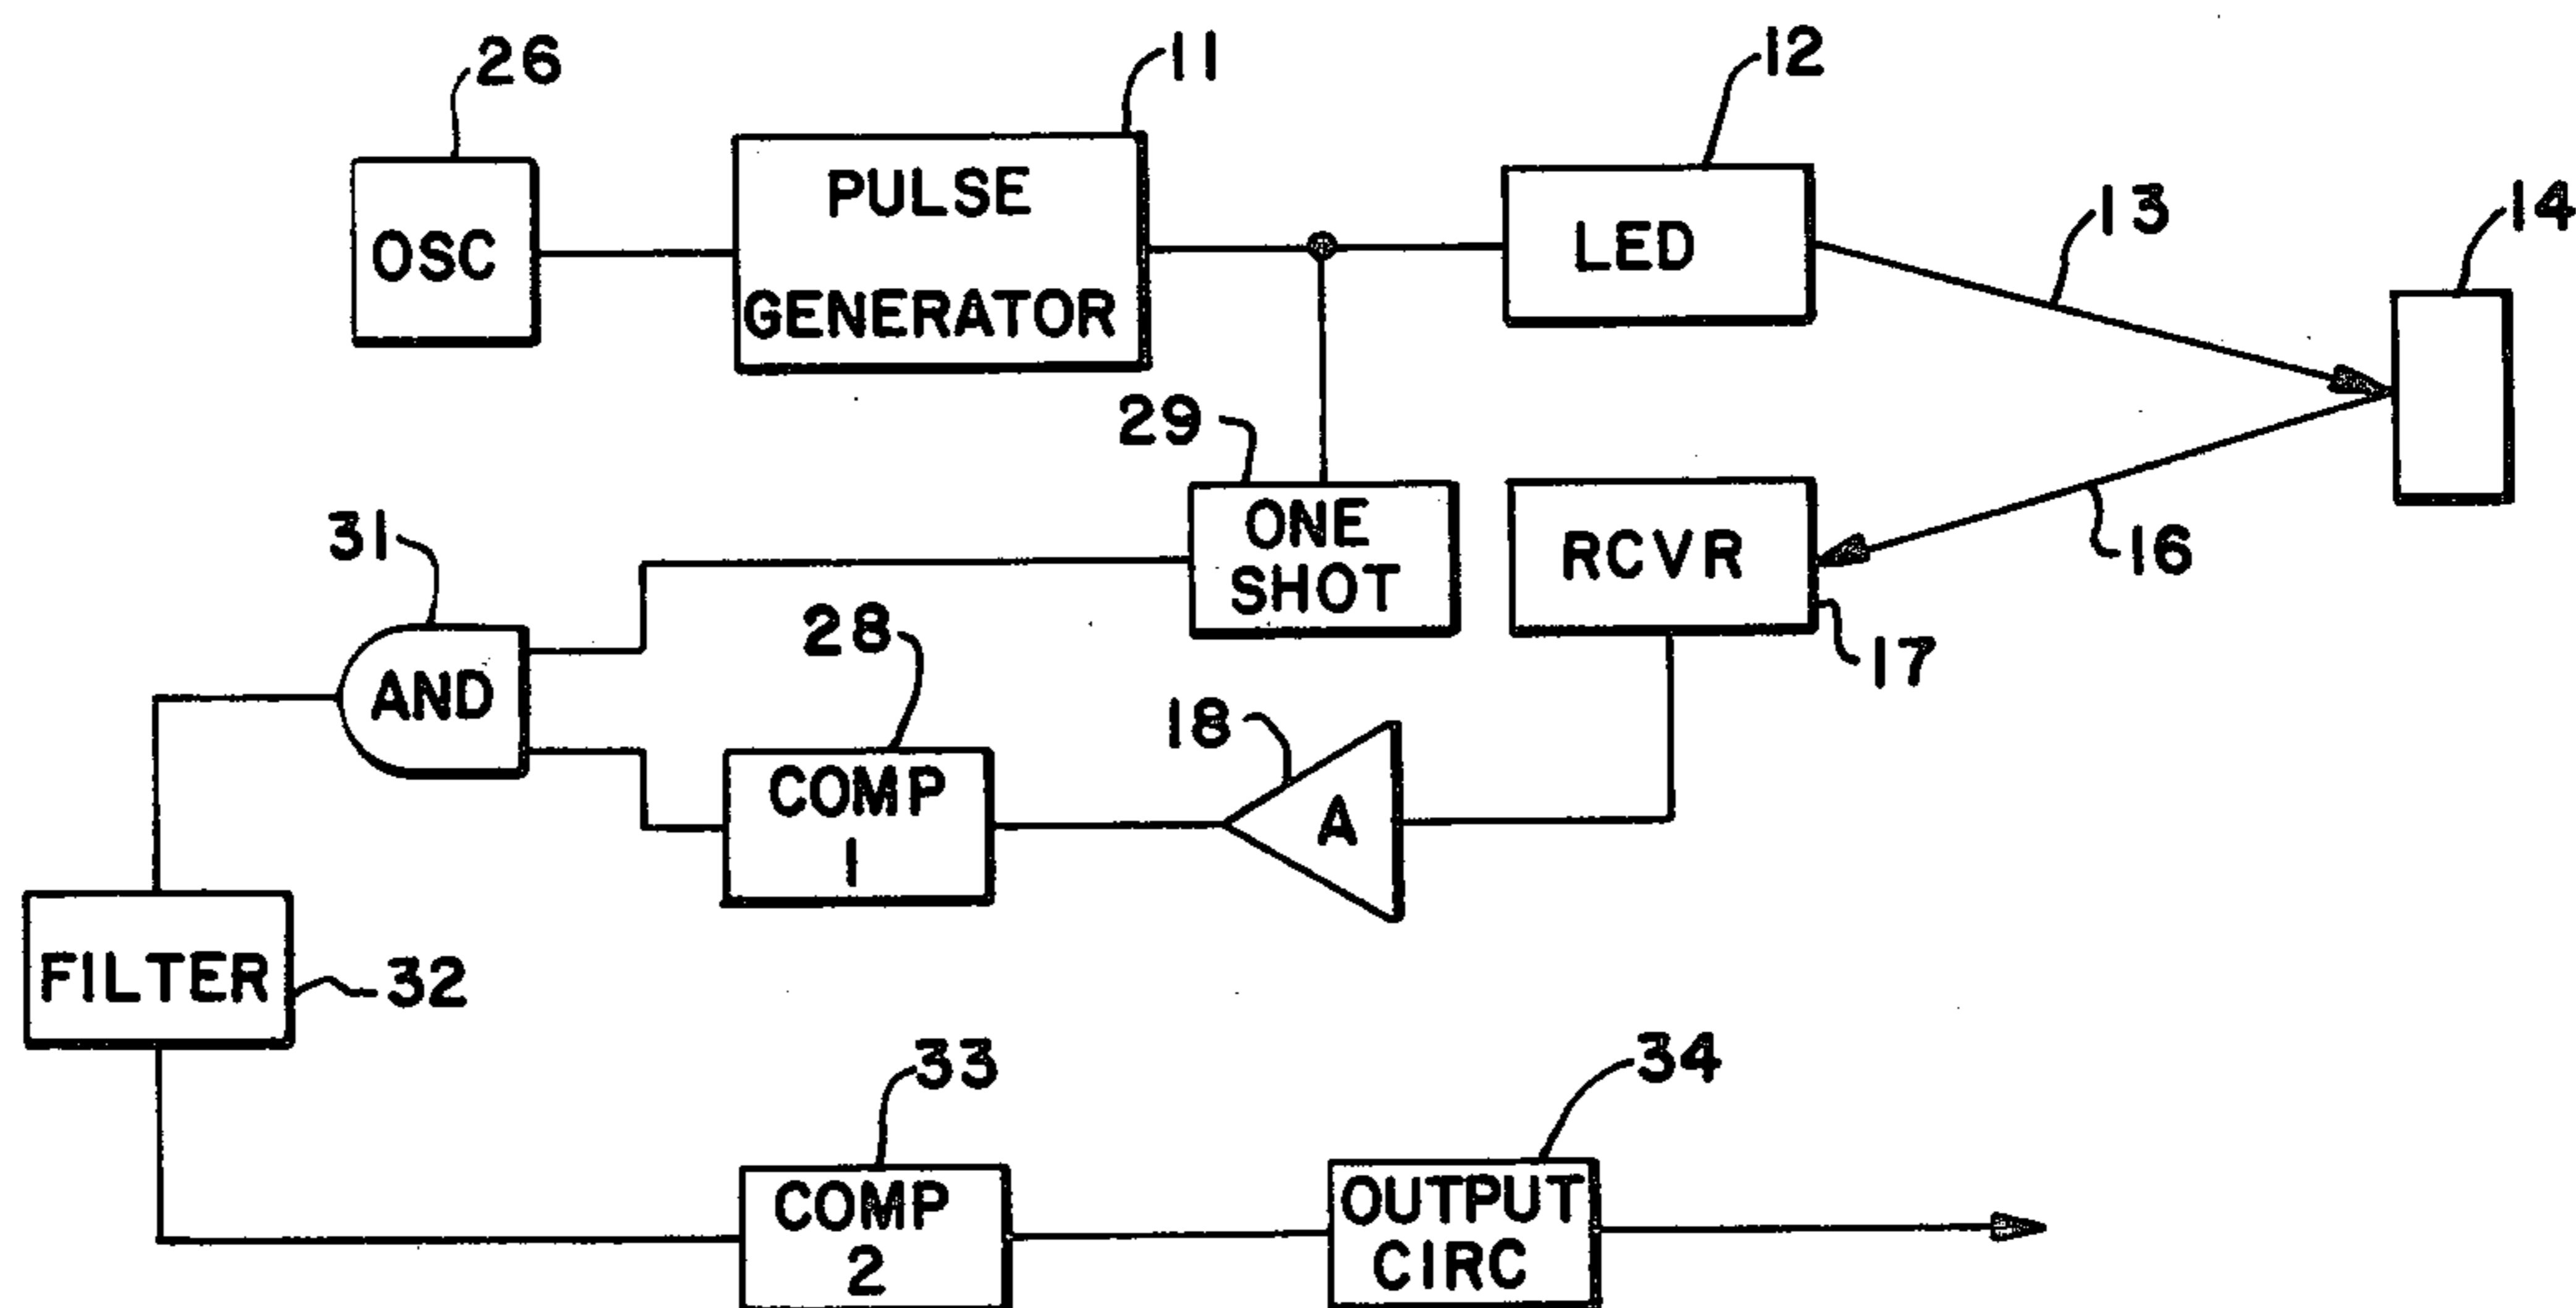 26
11
12
13
14
OSC
PULSE
GENERATOR
LED
29
ONE
SHOT
RCVR
16
17
31
AND
28
COMP
1
18
A
FILTER
32
33
COMP
2
34
OUTPUT
CIRC